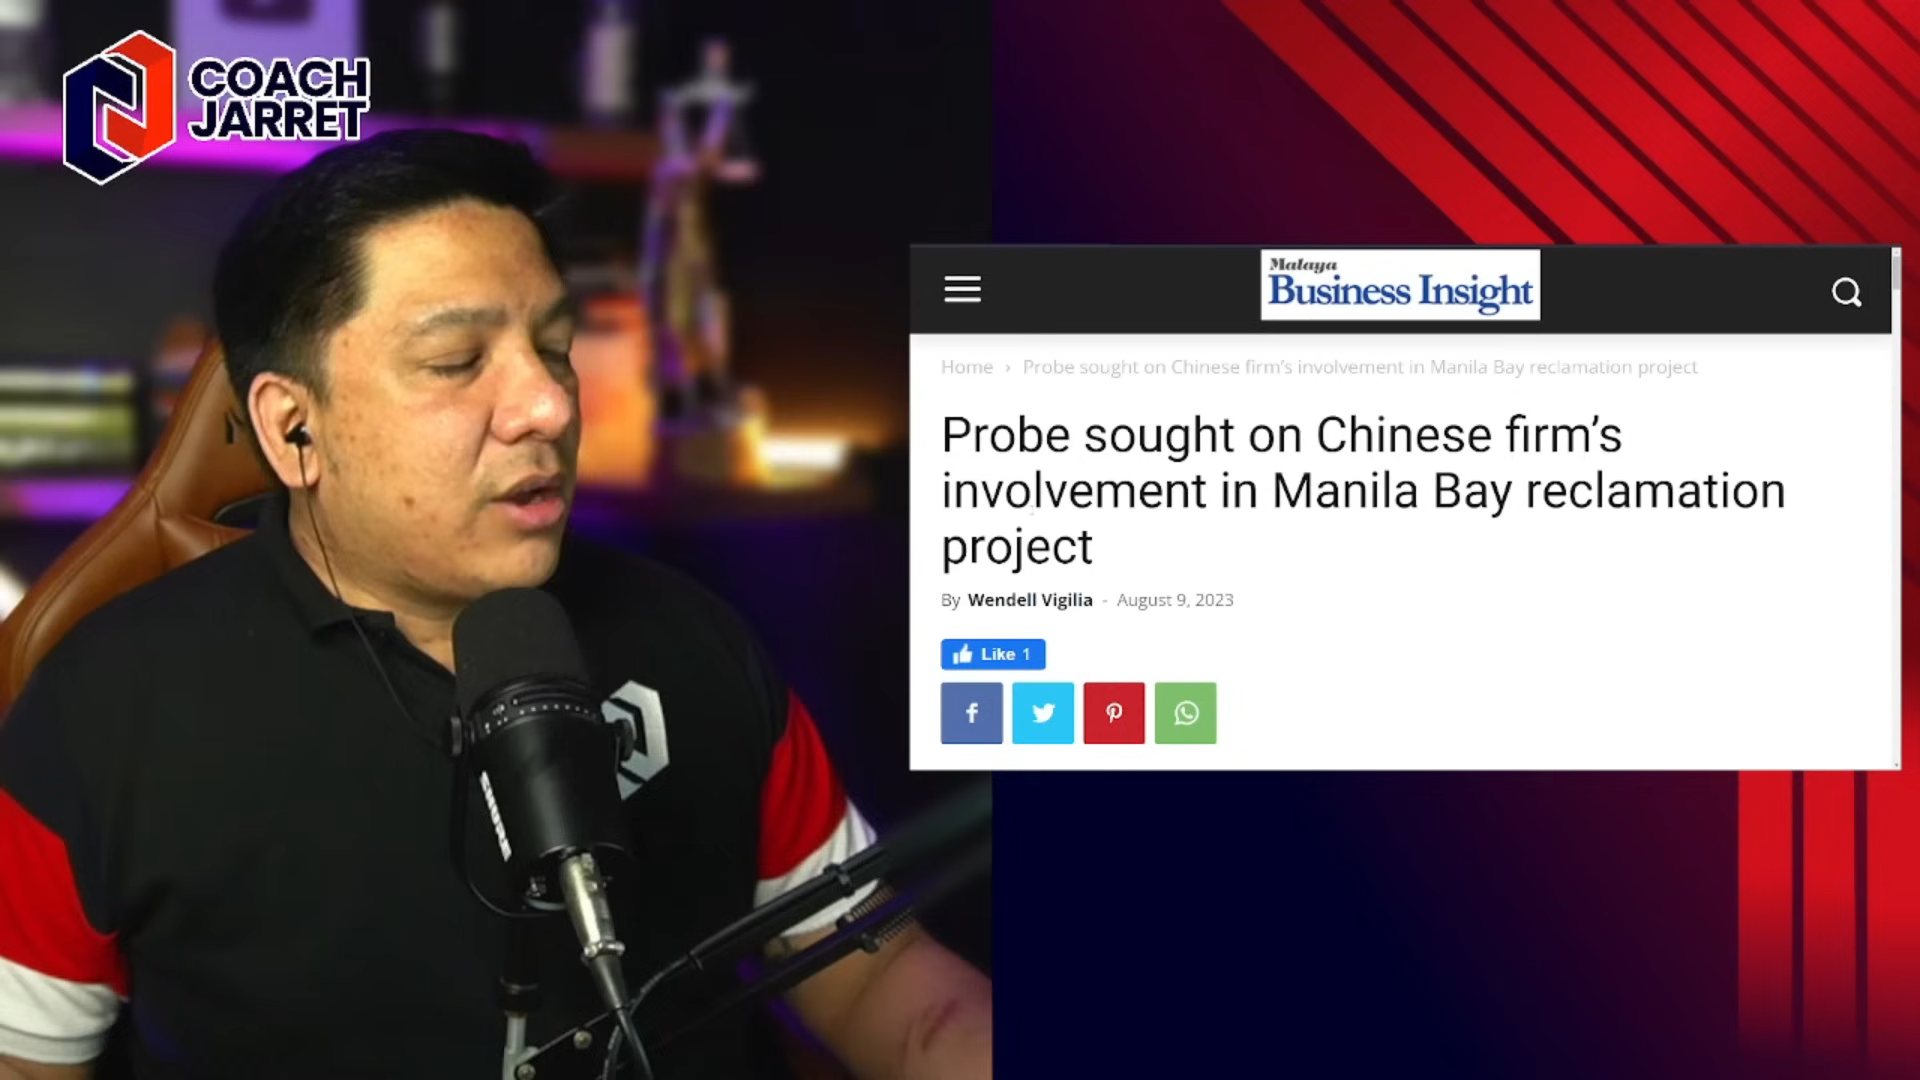 COACH
JARRET
Malaya
Business Insight
Home › Probe sought on Chinese firm’s involvement in Manila Bay reclamation project
Probe sought on Chinese firm’s
involvement in Manila Bay reclamation
project
By Wendell Vigilia - August 9, 2023
Like 1
SHURE